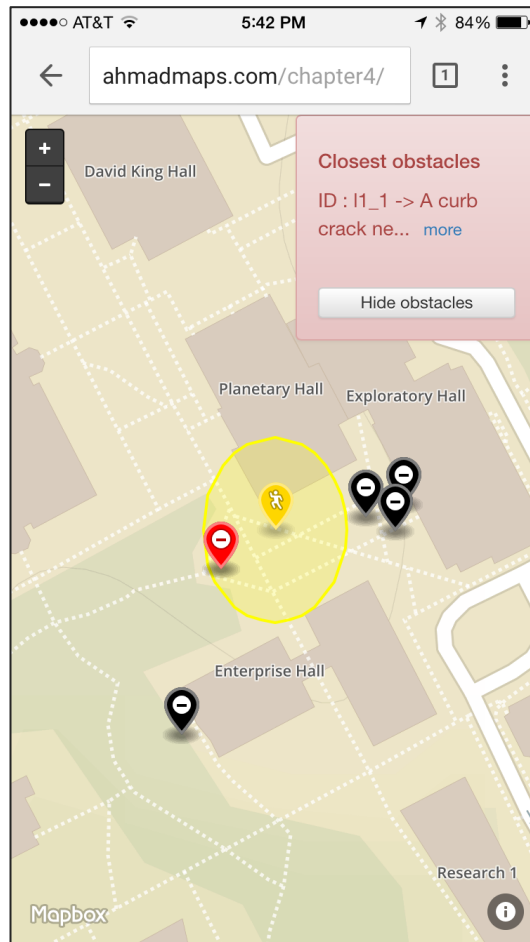 AT&T 5:42 PM 84%
ahmadmaps.com/chapter4/ 1
+
−
David King Hall
Closest obstacles
ID : I1_1 -> A curb
crack ne... more
Hide obstacles
Planetary Hall
Exploratory Hall
Enterprise Hall
Research 1
Mapbox
i